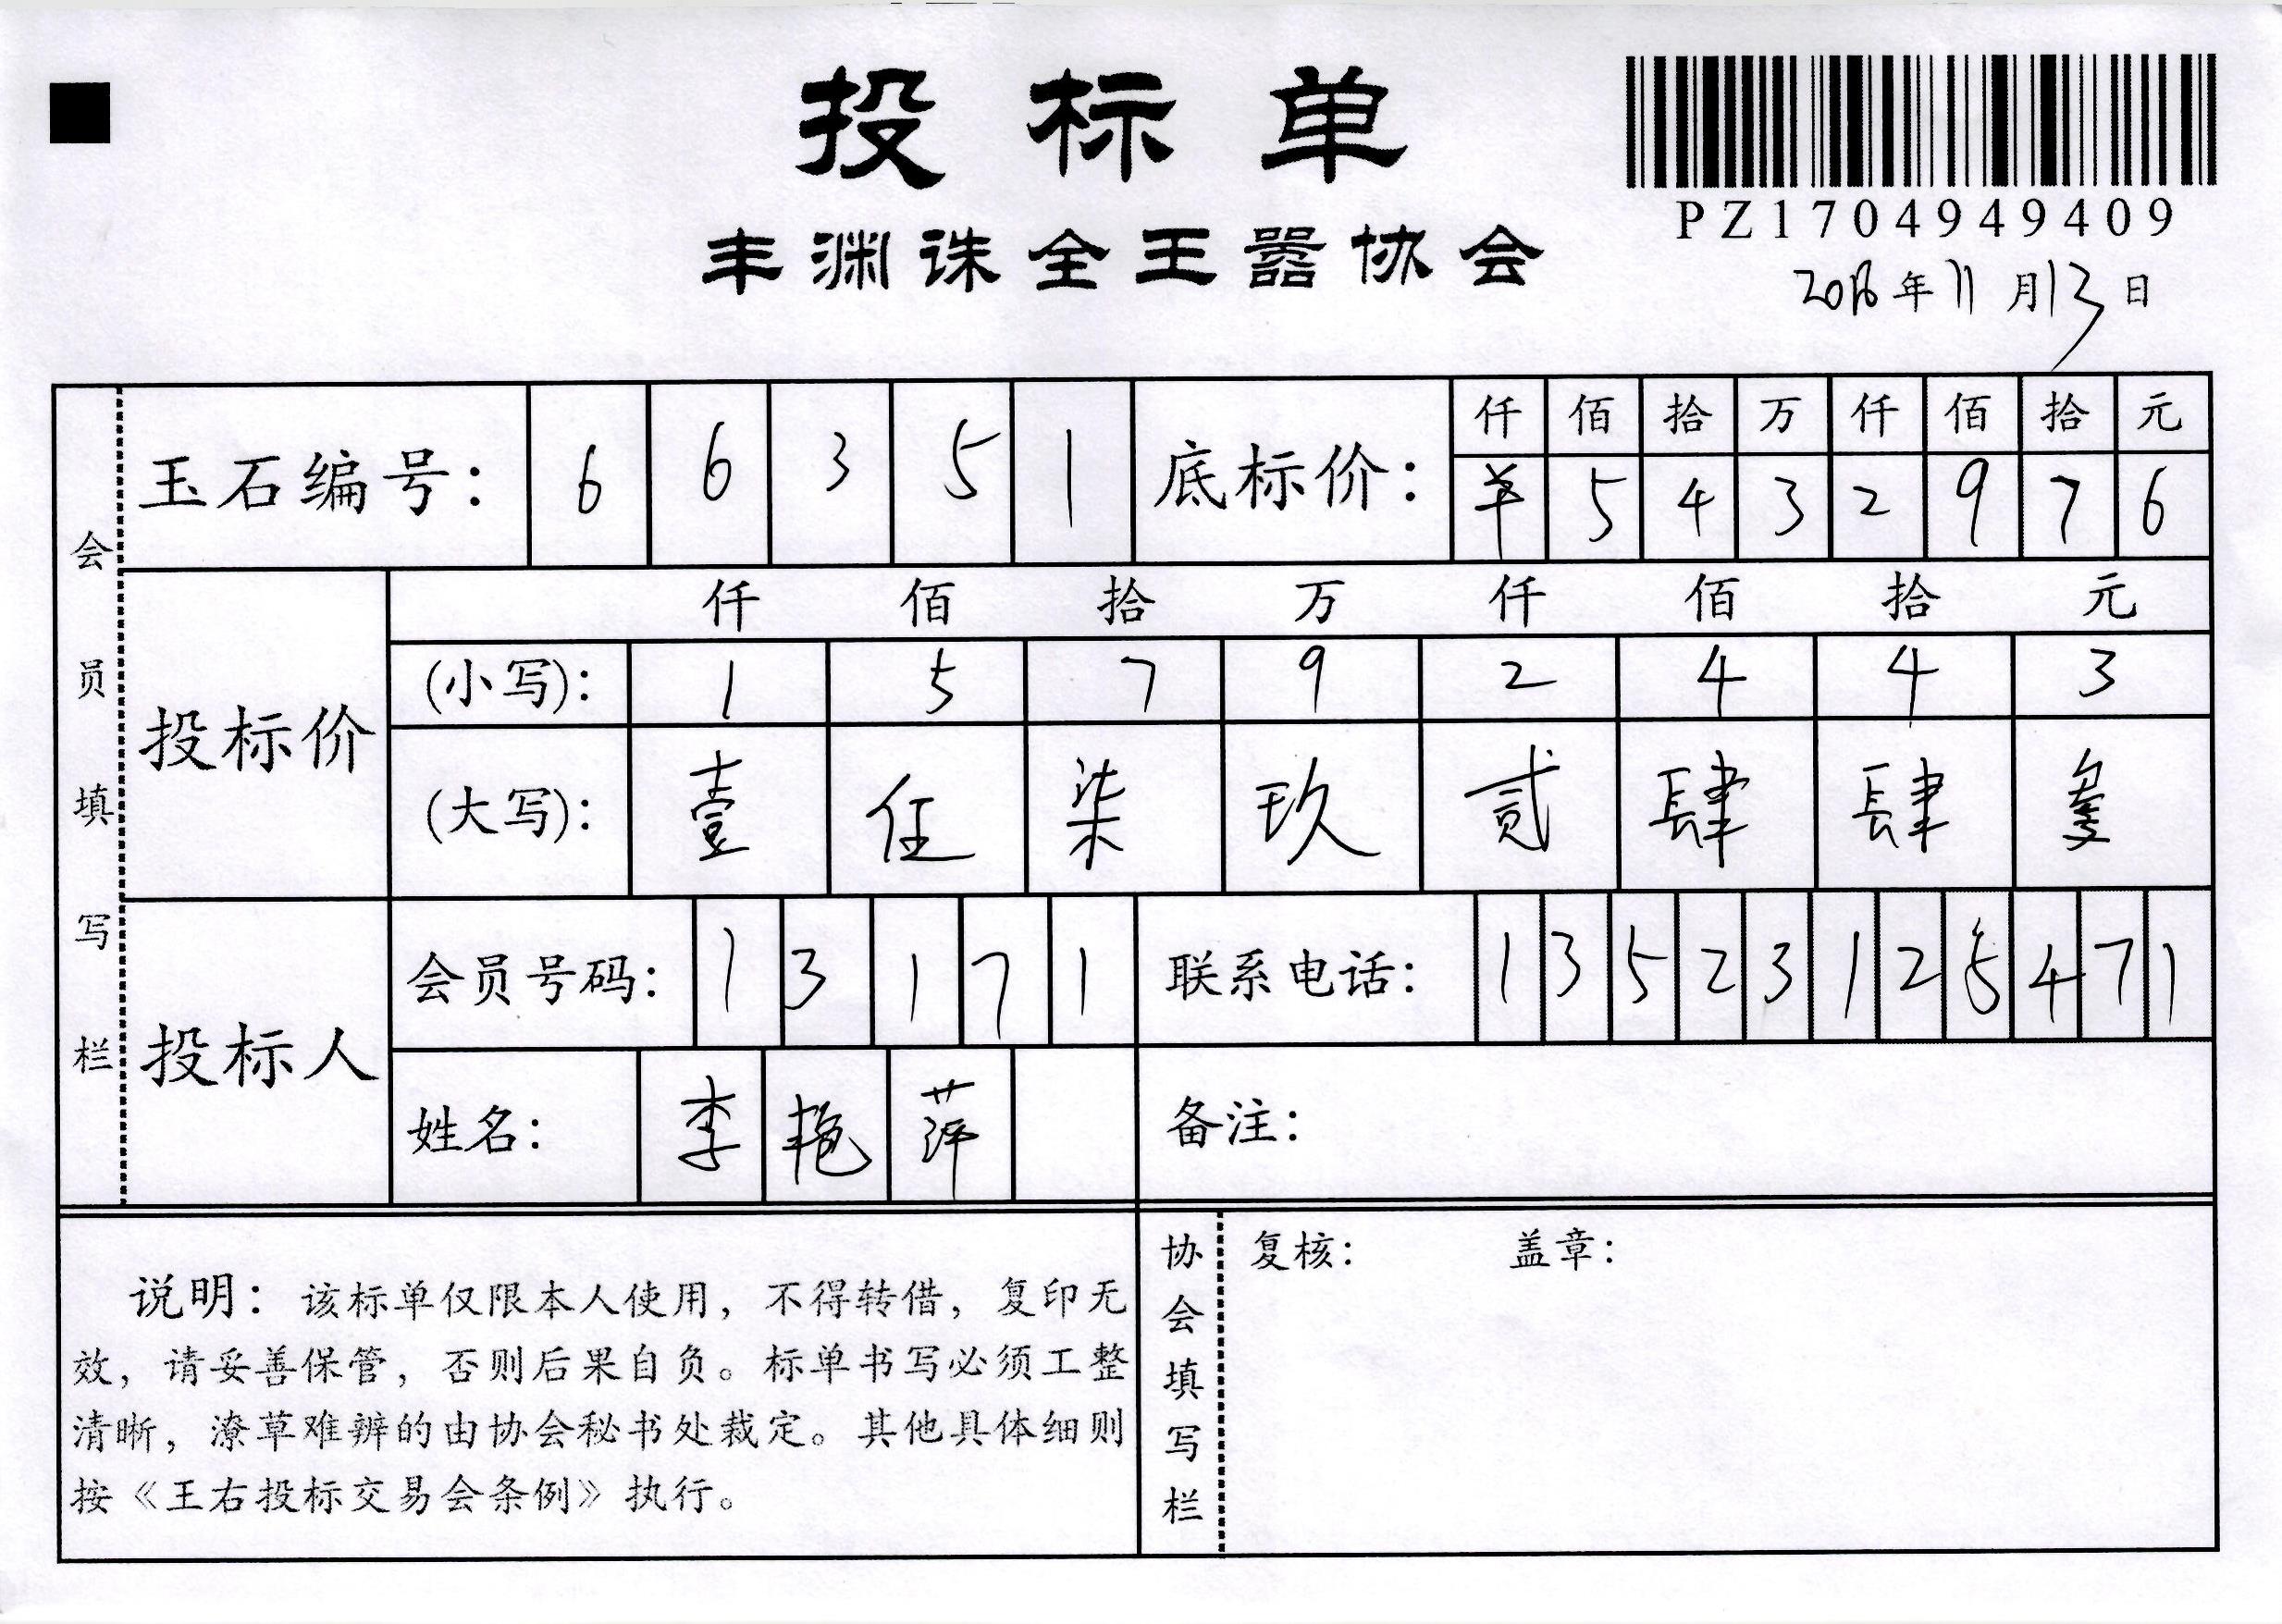 投标单
丰渊诛全王嚣协会
PZ1704949409
2016年11月13日
会员填写栏
玉石编号: 6 6 3 5 1
底标价: 仟 佰 拾 万 仟 佰 拾 元
羊 5 4 3 2 9 7 6
投标价
仟 佰 拾 万 仟 佰 拾 元
(小写): 1 5 7 9 2 4 4 3
(大写): 壹 伍 柒 玖 贰 肆 肆 叁
投标人
会员号码: 1 3 1 7 1
联系电话: 1 3 5 2 3 1 2 5 4 7 1
姓名: 李 艳 萍
备注:
说明: 该标单仅限本人使用，不得转借，复印无
效，请妥善保管，否则后果自负。标单书写必须工整
清晰，潦草难辨的由协会秘书处裁定。其他具体细则
按《王右投标交易会条例》执行。
协会填写栏
复核: 盖章: